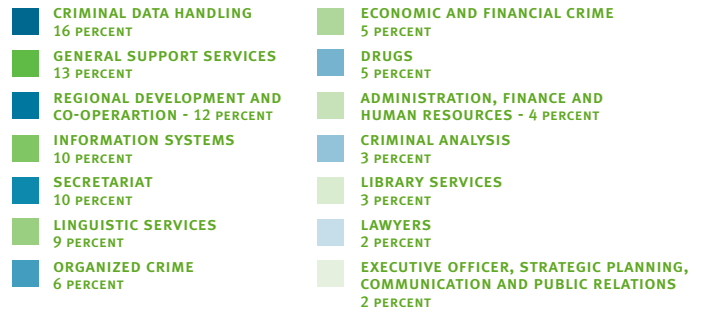 CRIMINAL DATA HANDLING
16 PERCENT
GENERAL SUPPORT SERVICES
13 PERCENT
REGIONAL DEVELOPMENT AND
CO-OPERARTION - 12 PERCENT
INFORMATION SYSTEMS
10 PERCENT
SECRETARIAT
10 PERCENT
LINGUISTIC SERVICES
9 PERCENT
ORGANIZED CRIME
6 PERCENT
ECONOMIC AND FINANCIAL CRIME
5 PERCENT
DRUGS
5 PERCENT
ADMINISTRATION, FINANCE AND
HUMAN RESOURCES - 4 PERCENT
CRIMINAL ANALYSIS
3 PERCENT
LIBRARY SERVICES
3 PERCENT
LAWYERS
2 PERCENT
EXECUTIVE OFFICER, STRATEGIC PLANNING,
COMMUNICATION AND PUBLIC RELATIONS
2 PERCENT